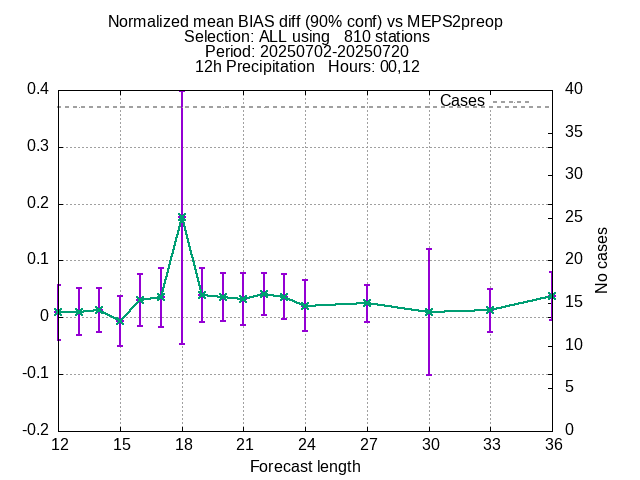 Normalized mean BIAS diff (90% conf) vs MEPS2preop
Selection: ALL using   810 stations
Period: 20250702-20250720
12h Precipitation   Hours: 00,12
Cases
0.4
0.3
0.2
0.1
0
-0.1
-0.2
40
35
30
25
20
15
10
5
0
No cases
12 15 18 21 24 27 30 33 36
Forecast length